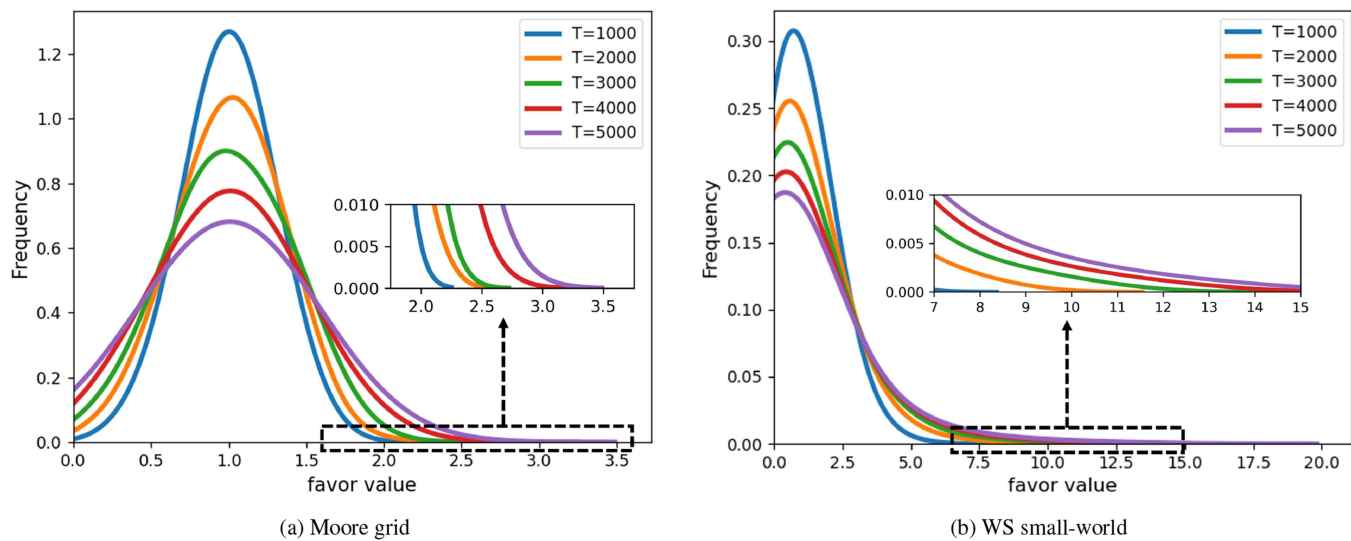 1.2
1.0
0.8
0.6
0.4
0.2
0.0
Frequency
0.0 0.5 1.0 1.5 2.0 2.5 3.0 3.5
favor value
T=1000
T=2000
T=3000
T=4000
T=5000
0.010
0.005
0.000
2.0 2.5 3.0 3.5
(a) Moore grid
0.30
0.25
0.20
0.15
0.10
0.05
0.00
Frequency
0.0 2.5 5.0 7.5 10.0 12.5 15.0 17.5 20.0
favor value
T=1000
T=2000
T=3000
T=4000
T=5000
0.010
0.005
0.000
7 8 9 10 11 12 13 14 15
(b) WS small-world